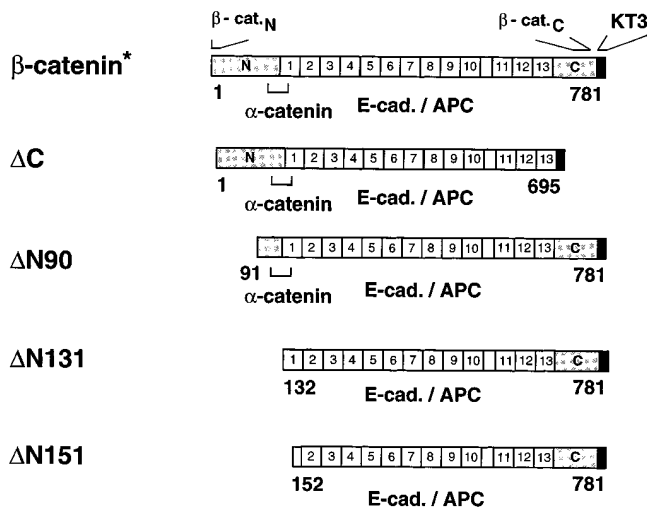 β-cat.N β-cat.C KT3
β-catenin* N 1 2 3 4 5 6 7 8 9 10 11 12 13 C
1 E-cad. / APC 781
α-catenin
ΔC N 1 2 3 4 5 6 7 8 9 10 11 12 13
1 E-cad. / APC 695
α-catenin
ΔN90 1 2 3 4 5 6 7 8 9 10 11 12 13 C
91 781
α-catenin E-cad. / APC
ΔN131 1 2 3 4 5 6 7 8 9 10 11 12 13 C
132 E-cad. / APC 781
ΔN151 2 3 4 5 6 7 8 9 10 11 12 13 C
152 781
E-cad. / APC